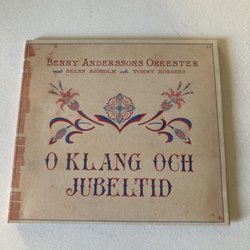 Benny Anderssons Orkester
med Helen Sjöholm och Tommy Körberg
O KLANG OCH
JUBELTID